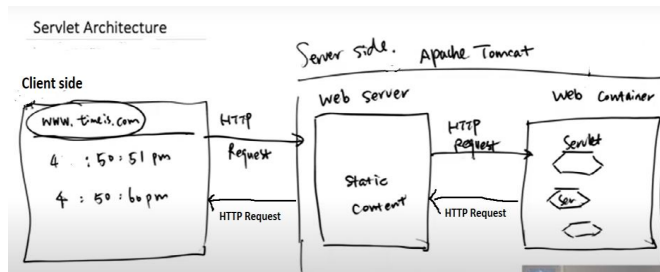 Servlet Architecture
Server side. Apache Tomcat
Client side
www.timeis.com
4 : 50 : 51 pm
4 : 50 : 60 pm
HTTP
Request
HTTP Request
Web server
Static
Content
HTTP
Request
HTTP Request
Web Container
Servlet
Ser